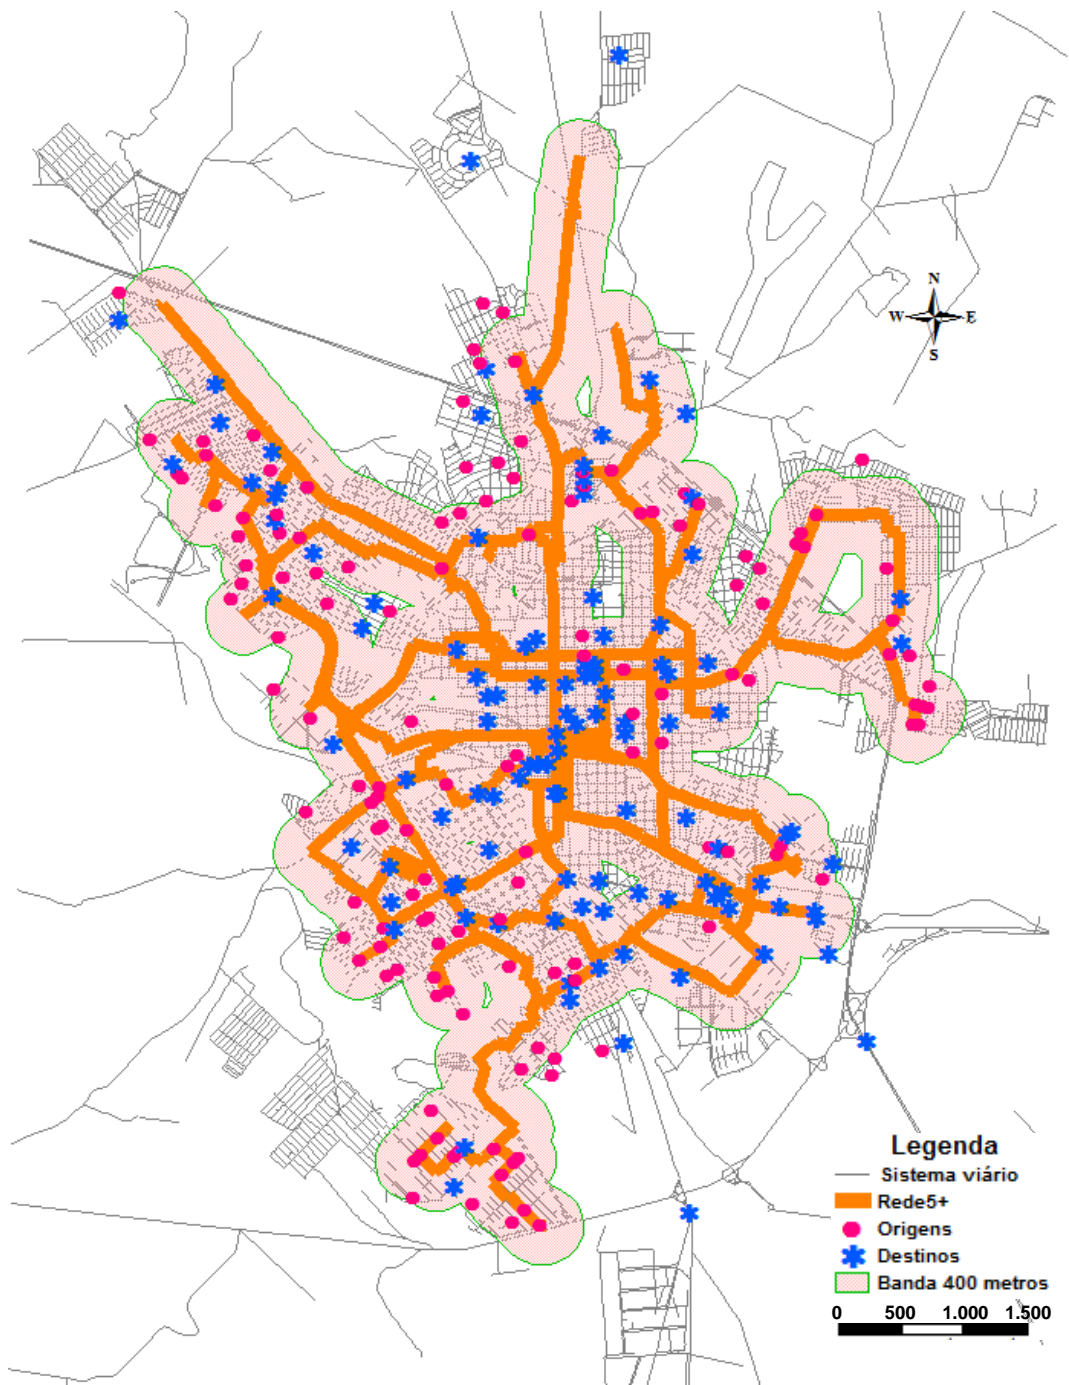 N
W E
S
Legenda
Sistema viário
Rede5+
Origens
Destinos
Banda 400 metros
0 500 1.000 1.500